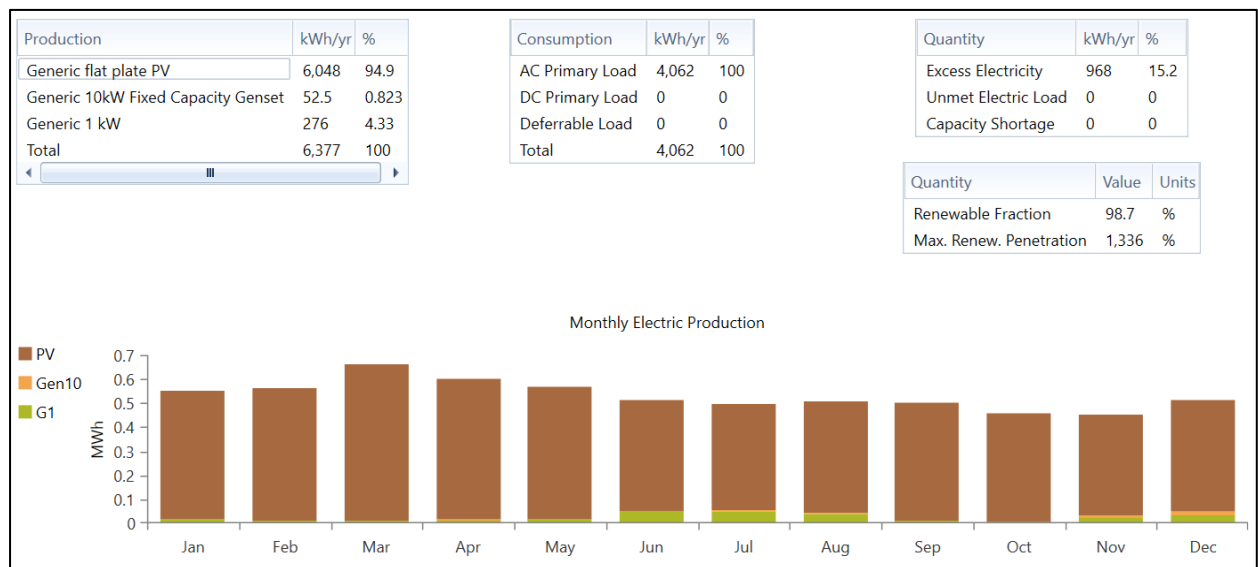 Production kWh/yr %
Generic flat plate PV 6,048 94.9
Generic 10kW Fixed Capacity Genset 52.5 0.823
Generic 1 kW 276 4.33
Total 6,377 100
Consumption kWh/yr %
AC Primary Load 4,062 100
DC Primary Load 0 0
Deferrable Load 0 0
Total 4,062 100
Quantity kWh/yr %
Excess Electricity 968 15.2
Unmet Electric Load 0 0
Capacity Shortage 0 0
Quantity Value Units
Renewable Fraction 98.7 %
Max. Renew. Penetration 1,336 %
Monthly Electric Production
PV
Gen10
G1
MWh
0.7
0.6
0.5
0.4
0.3
0.2
0.1
0
Jan Feb Mar Apr May Jun Jul Aug Sep Oct Nov Dec